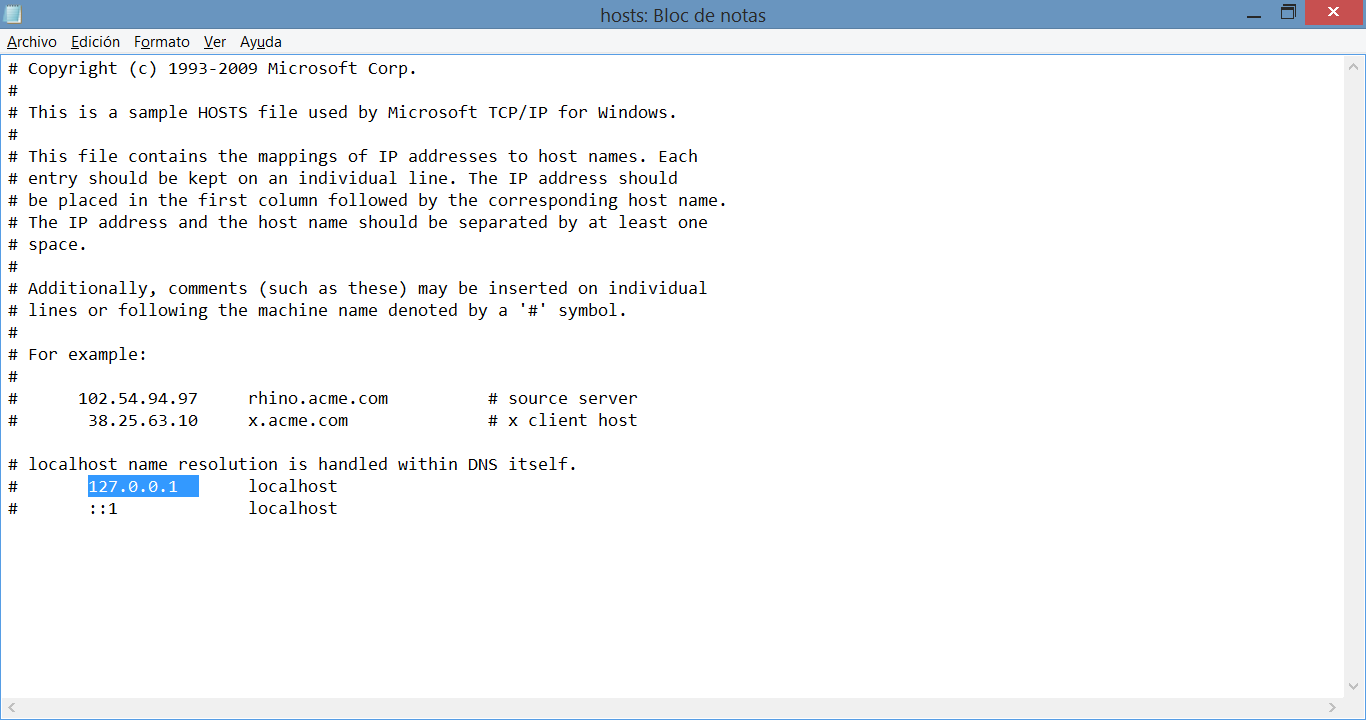 hosts: Bloc de notas
Archivo Edición Formato Ver Ayuda
# Copyright (c) 1993-2009 Microsoft Corp.
#
# This is a sample HOSTS file used by Microsoft TCP/IP for Windows.
#
# This file contains the mappings of IP addresses to host names. Each
# entry should be kept on an individual line. The IP address should
# be placed in the first column followed by the corresponding host name.
# The IP address and the host name should be separated by at least one
# space.
#
# Additionally, comments (such as these) may be inserted on individual
# lines or following the machine name denoted by a '#' symbol.
#
# For example:
#
#      102.54.94.97     rhino.acme.com          # source server
#       38.25.63.10     x.acme.com              # x client host

# localhost name resolution is handled within DNS itself.
#       127.0.0.1       localhost
#       ::1             localhost